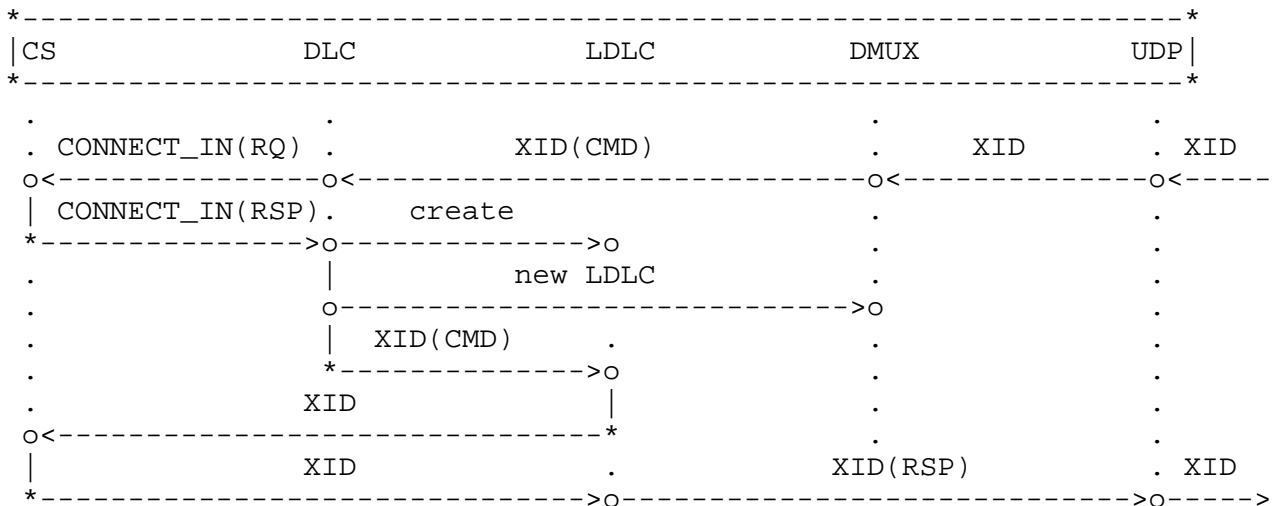 *------------------------------------------------------------------*
|CS              DLC             LDLC           DMUX            UDP|
*------------------------------------------------------------------*
 .                .                               .               .
 . CONNECT_IN(RQ) .          XID(CMD)             .     XID       . XID
 o<---------------o<------------------------------o<--------------o<-----
 | CONNECT_IN(RSP).    create                     .               .
 *--------------->o-------------->o               .               .
 .                |          new LDLC             .               .
 .                o------------------------------>o               .
 .                |  XID(CMD)     .               .               .
 .                *-------------->o               .               .
 .               XID              |               .               .
 o<-------------------------------*               .               .
 |               XID              .            XID(RSP)           . XID
 *------------------------------->o------------------------------>o----->